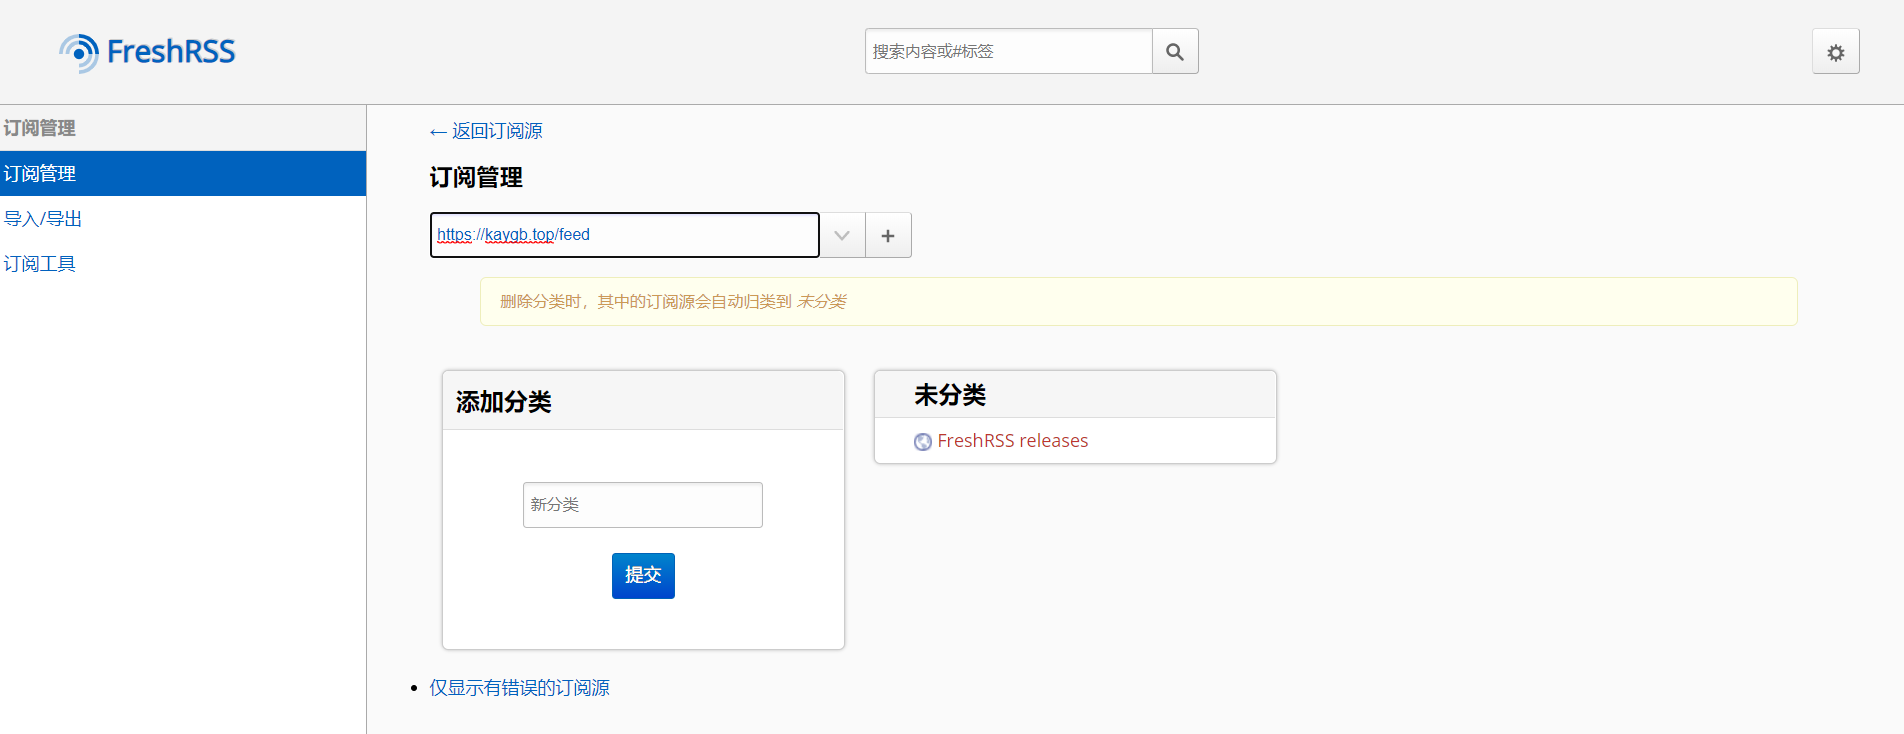 FreshRSS
搜索内容或#标签
订阅管理
订阅管理
导入/导出
订阅工具
← 返回订阅源
订阅管理
https://kaygb.top/feed
删除分类时，其中的订阅源会自动归类到 未分类
添加分类
新分类
提交
未分类
FreshRSS releases
仅显示有错误的订阅源